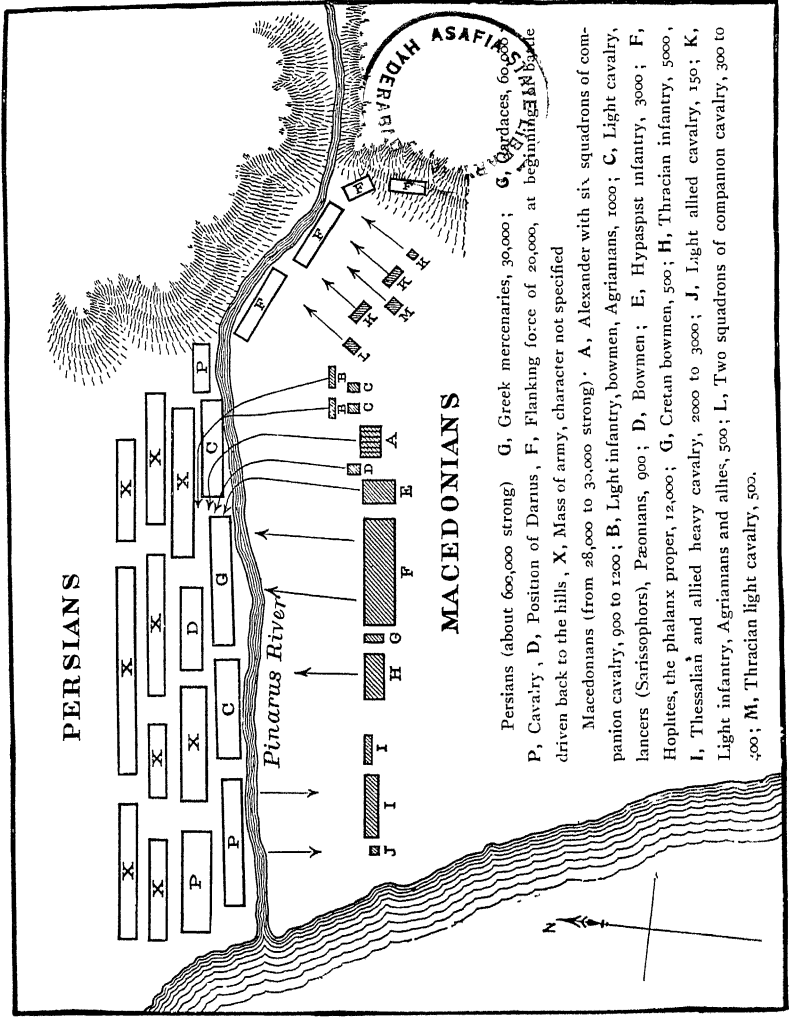 PERSIANS
X X X X
X X X X
P X D X P
P C G C
F F F F
Pinarus River
J I I H G F E D A B C B C L K M K H
MACEDONIANS
N
Persians (about 600,000 strong) G, Greek mercenaries, 30,000 ; C, Cardaces, 60,000 ;
P, Cavalry , D, Position of Darius , F, Flanking force of 20,000, at beginning of battle
driven back to the hills , X, Mass of army, character not specified
Macedonians (from 28,000 to 30,000 strong) · A, Alexander with six squadrons of com-
panion cavalry, 900 to 1200 ; B, Light infantry, bowmen, Agrianians, 1000 ; C, Light cavalry,
lancers (Sarissophors), Pæonians, 900 ; D, Bowmen ; E, Hypaspist infantry, 3000 ; F,
Hoplites, the phalanx proper, 12,000 ; G, Cretan bowmen, 500 ; H, Thracian infantry, 5000 ,
I, Thessalian and allied heavy cavalry, 2000 to 3000 ; J, Light allied cavalry, 150 ; K,
Light infantry, Agrianians and allies, 500 ; L, Two squadrons of companion cavalry, 300 to
400 ; M, Thracian light cavalry, 500.
ASAFIA
HYDERABAD